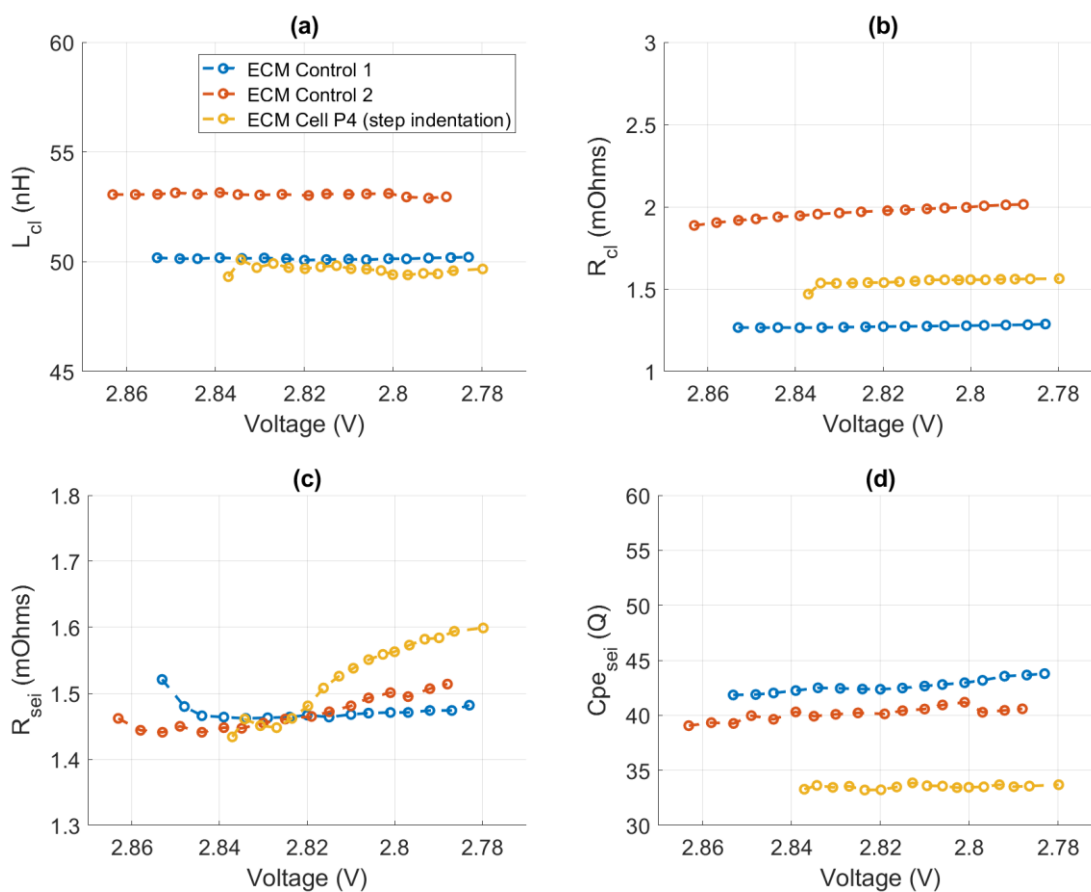 (a)
60
55
50
45
L_cl (nH)
ECM Control 1
ECM Control 2
ECM Cell P4 (step indentation)
2.86 2.84 2.82 2.8 2.78
Voltage (V)
(b)
3
2.5
2
1.5
1
R_cl (mOhms)
2.86 2.84 2.82 2.8 2.78
Voltage (V)
(c)
1.8
1.7
1.6
1.5
1.4
1.3
R_sei (mOhms)
2.86 2.84 2.82 2.8 2.78
Voltage (V)
(d)
60
55
50
45
40
35
30
Cpe_sei (Q)
2.86 2.84 2.82 2.8 2.78
Voltage (V)